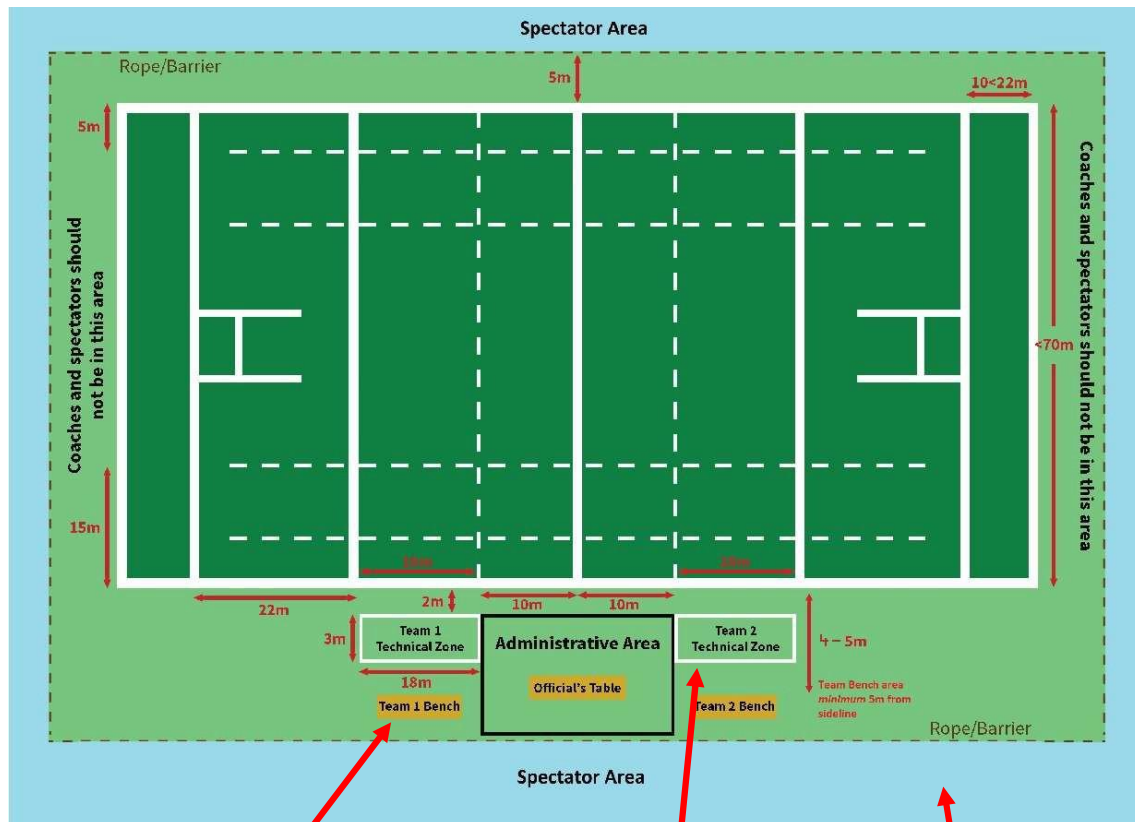 Spectator Area
Rope/Barrier
5m
10<22m
5m
Coaches and spectators should
not be in this area
Coaches and spectators should not be in this area
<70m
15m
22m
2m
10m
10m
3m
Team 1
Technical Zone
Administrative Area
Team 2
Technical Zone
4 – 5m
18m
Official's Table
Team 1 Bench
Team 2 Bench
Team Bench area
minimum 5m from
sideline
Rope/Barrier
Spectator Area